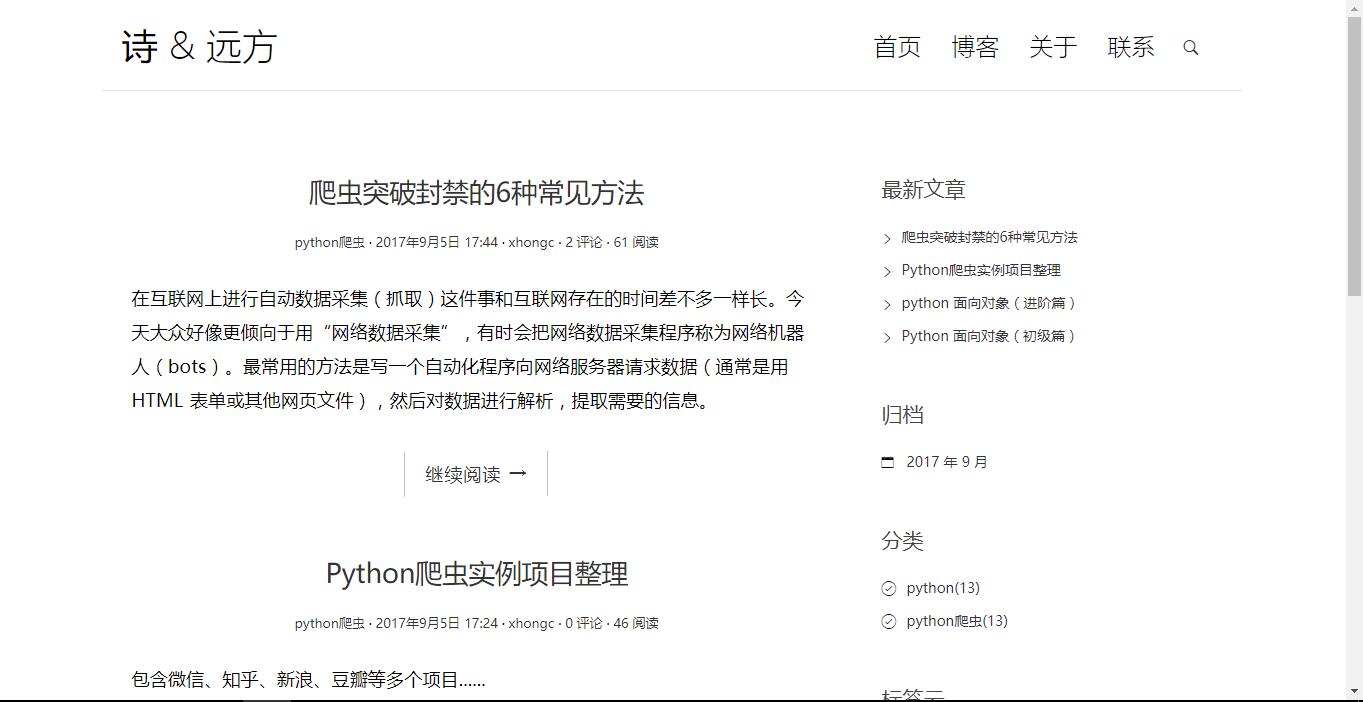 诗 & 远方
首页 博客 关于 联系
爬虫突破封禁的6种常见方法
python爬虫 · 2017年9月5日 17:44 · xhongc · 2 评论 · 61 阅读
在互联网上进行自动数据采集（抓取）这件事和互联网存在的时间差不多一样长。今
天大众好像更倾向于用“网络数据采集”，有时会把网络数据采集程序称为网络机器
人（bots）。最常用的方法是写一个自动化程序向网络服务器请求数据（通常是用
HTML 表单或其他网页文件），然后对数据进行解析，提取需要的信息。
继续阅读 →
Python爬虫实例项目整理
python爬虫 · 2017年9月5日 17:24 · xhongc · 0 评论 · 46 阅读
包含微信、知乎、新浪、豆瓣等多个项目......
最新文章
爬虫突破封禁的6种常见方法
Python爬虫实例项目整理
python 面向对象（进阶篇）
Python 面向对象（初级篇）
归档
2017 年 9 月
分类
python(13)
python爬虫(13)
标签云